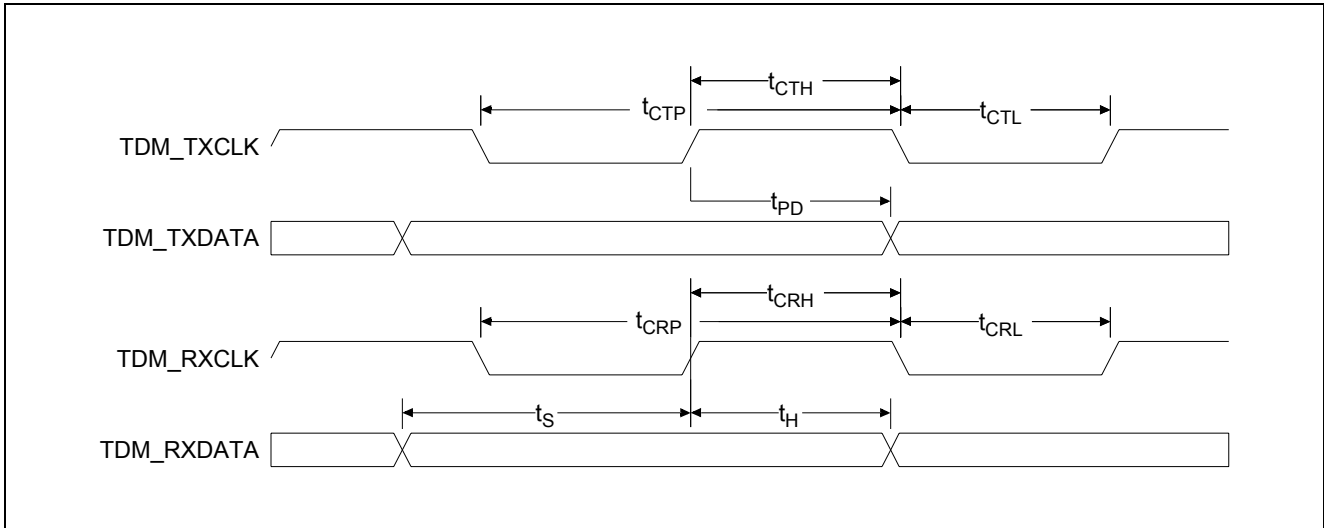 tCTH
tCTP
tCTL
TDM_TXCLK
tPD
TDM_TXDATA
tCRH
tCRP
tCRL
TDM_RXCLK
tS
tH
TDM_RXDATA